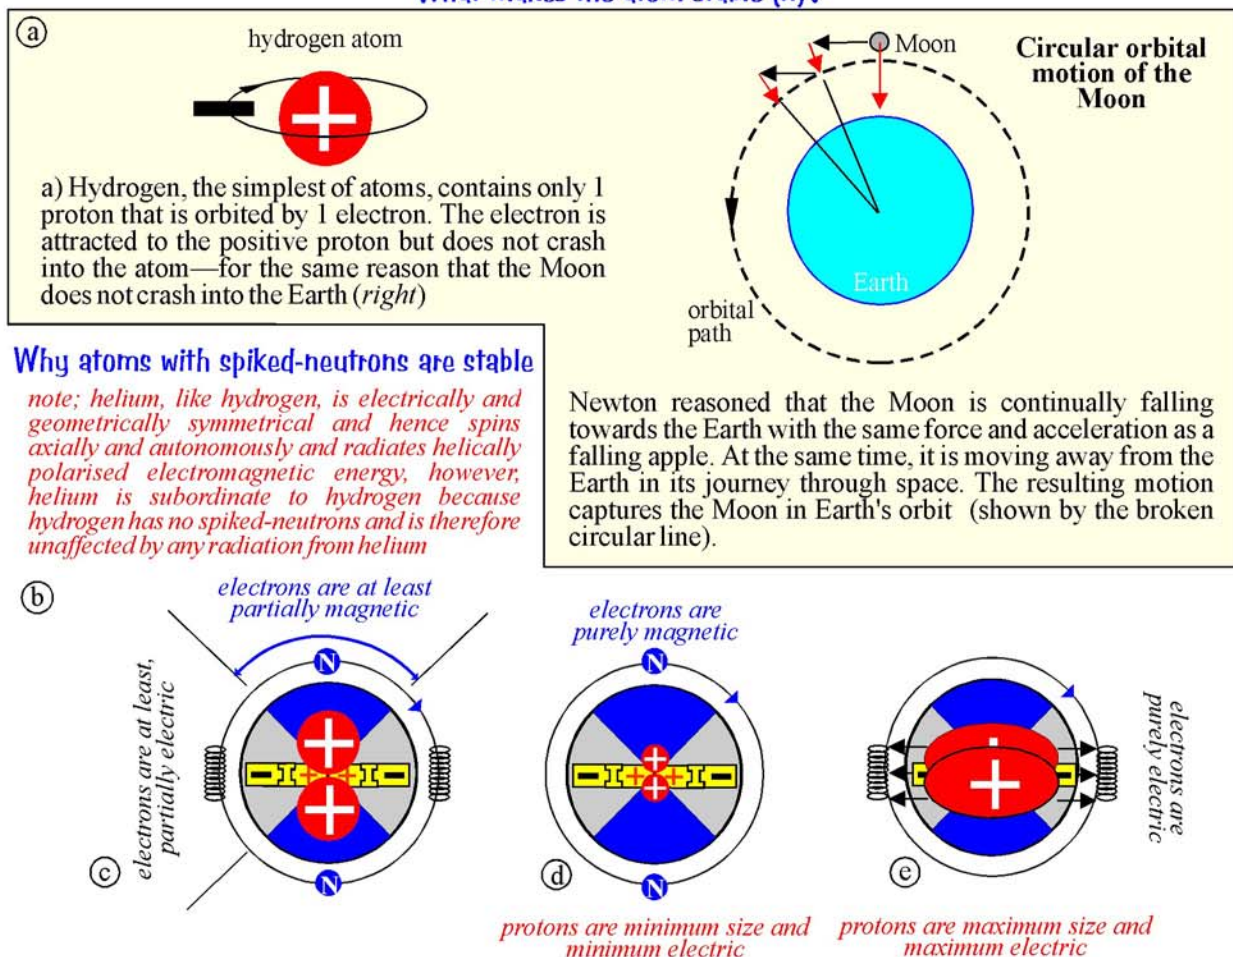 a
hydrogen atom
a) Hydrogen, the simplest of atoms, contains only 1
proton that is orbited by 1 electron. The electron is
attracted to the positive proton but does not crash
into the atom—for the same reason that the Moon
does not crash into the Earth (right)
Moon
Circular orbital
motion of the
Moon
Earth
orbital
path
Newton reasoned that the Moon is continually falling
towards the Earth with the same force and acceleration as a
falling apple. At the same time, it is moving away from the
Earth in its journey through space. The resulting motion
captures the Moon in Earth's orbit (shown by the broken
circular line).
Why atoms with spiked-neutrons are stable
note; helium, like hydrogen, is electrically and
geometrically symmetrical and hence spins
axially and autonomously and radiates helically
polarised electromagnetic energy, however,
helium is subordinate to hydrogen because
hydrogen has no spiked-neutrons and is therefore
unaffected by any radiation from helium
b
electrons are at least
partially magnetic
electrons are at least,
partially electric
N
N
c
electrons are
purely magnetic
N
N
d
protons are minimum size and
minimum electric
electrons are
purely electric
e
protons are maximum size and
maximum electric